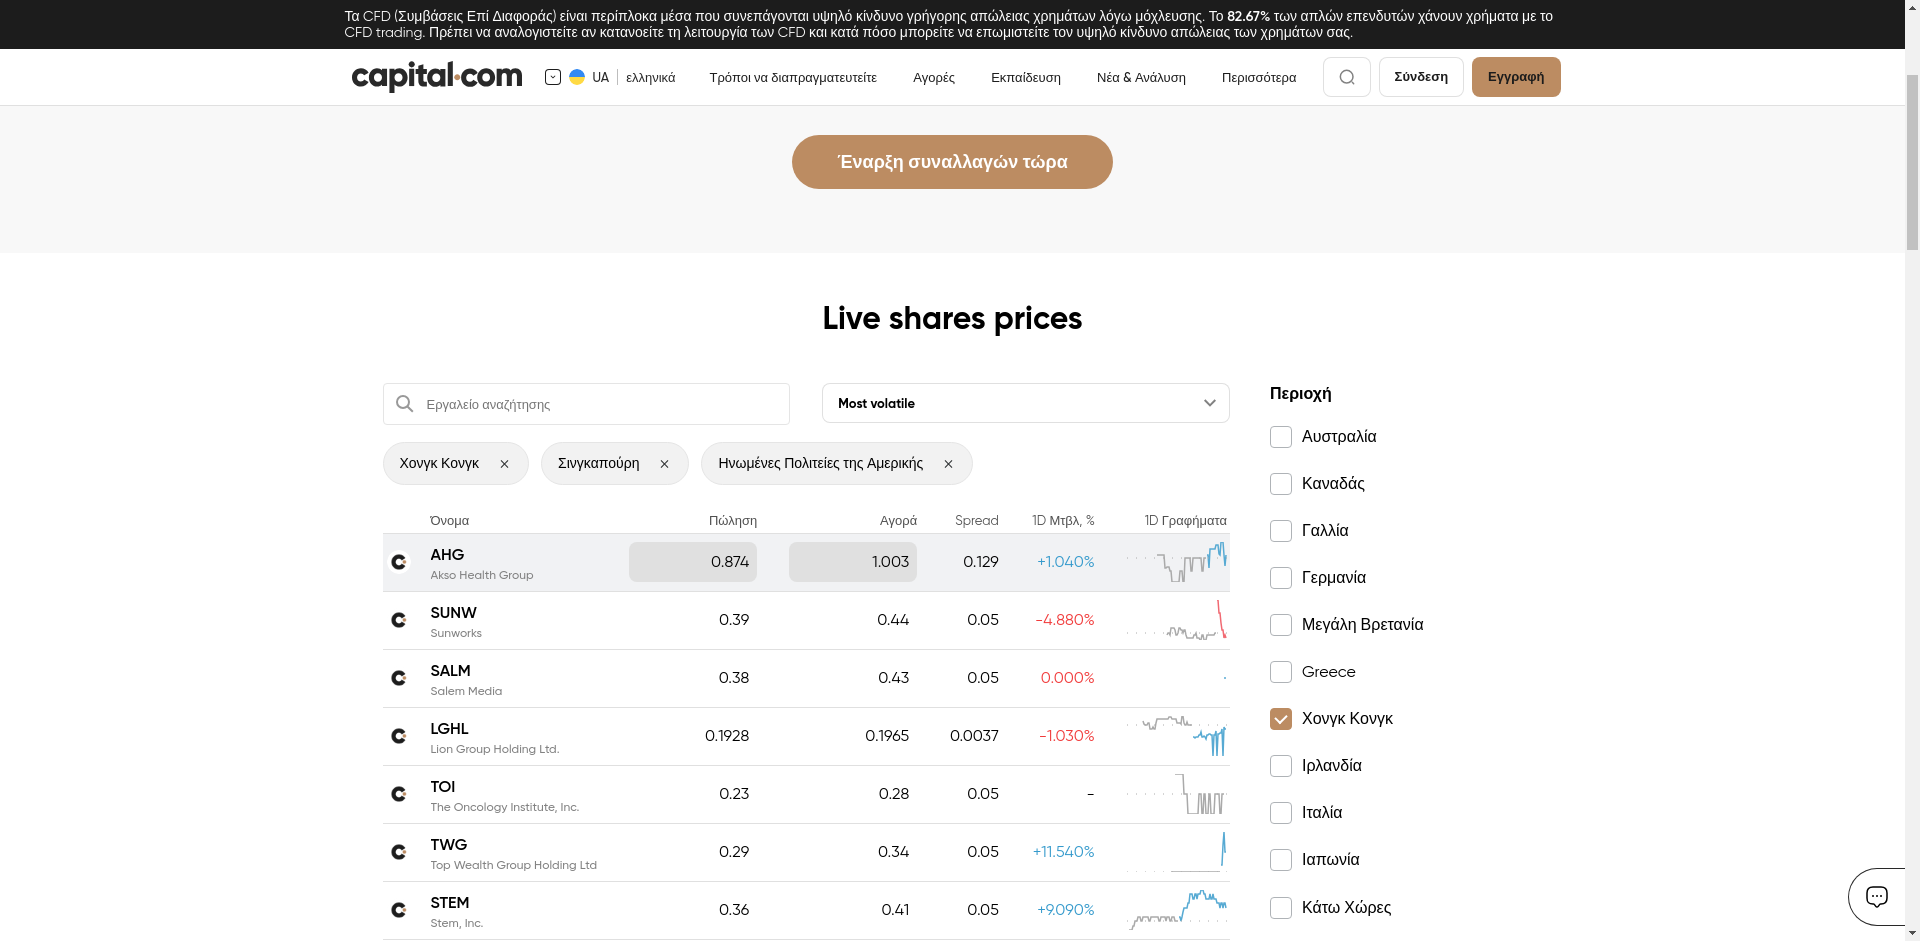 Τα CFD (Συμβάσεις Επί Διαφοράς) είναι περίπλοκα μέσα που συνεπάγονται υψηλό κίνδυνο γρήγορης απώλειας χρημάτων λόγω μόχλευσης. Το 82.67% των απλών επενδυτών χάνουν χρήματα με το
CFD trading. Πρέπει να αναλογιστείτε αν κατανοείτε τη λειτουργία των CFD και κατά πόσο μπορείτε να επωμιστείτε τον υψηλό κίνδυνο απώλειας των χρημάτων σας.
capital.com UA ελληνικά Τρόποι να διαπραγματευτείτε Αγορές Εκπαίδευση Νέα & Ανάλυση Περισσότερα Σύνδεση Εγγραφή
Έναρξη συναλλαγών τώρα
Live shares prices
Εργαλείο αναζήτησης
Most volatile
Χονγκ Κονγκ Σινγκαπούρη Ηνωμένες Πολιτείες της Αμερικής
Όνομα Πώληση Αγορά Spread 1D Μτβλ, % 1D Γραφήματα
AHG 0.874 1.003 0.129 +1.040%
Akso Health Group
SUNW 0.39 0.44 0.05 -4.880%
Sunworks
SALM 0.38 0.43 0.05 0.000%
Salem Media
LGHL 0.1928 0.1965 0.0037 -1.030%
Lion Group Holding Ltd.
TOI 0.23 0.28 0.05 -
The Oncology Institute, Inc.
TWG 0.29 0.34 0.05 +11.540%
Top Wealth Group Holding Ltd
STEM 0.36 0.41 0.05 +9.090%
Stem, Inc.
Περιοχή
Αυστραλία
Καναδάς
Γαλλία
Γερμανία
Μεγάλη Βρετανία
Greece
Χονγκ Κονγκ
Ιρλανδία
Ιταλία
Ιαπωνία
Κάτω Χώρες